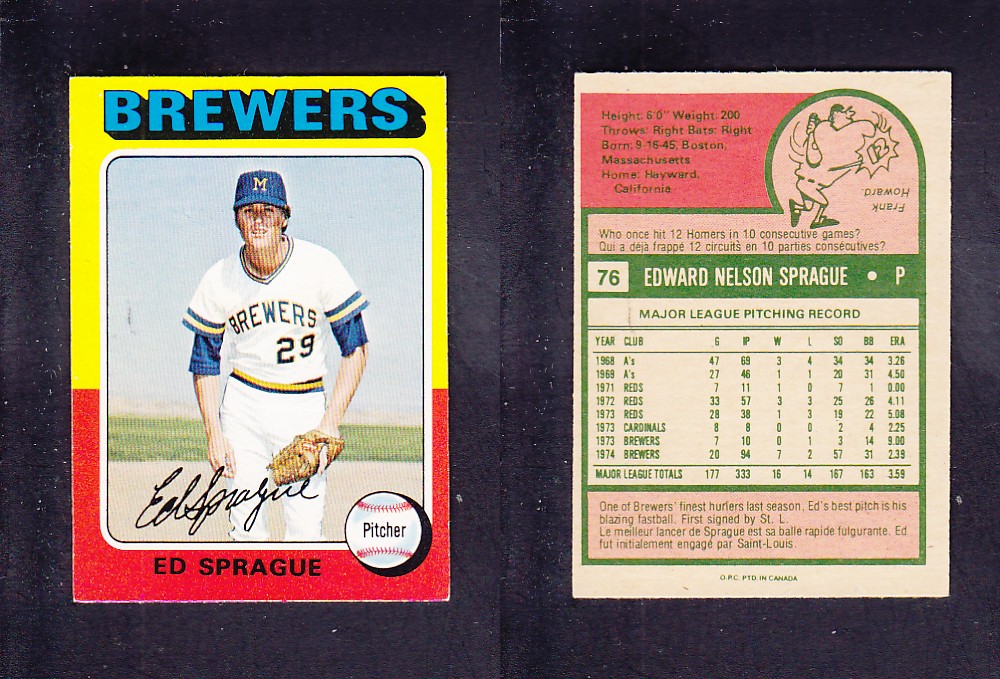 BREWERS
M
BREWERS
29
Ed Sprague
Pitcher
ED SPRAGUE
Height: 6'0" Weight: 200
Throws: Right Bats: Right
Born: 9-16-45, Boston,
Massachusetts
Home: Hayward,
California
12
Frank
Howard.
Who once hit 12 Homers in 10 consecutive games?
Qui a déjà frappé 12 circuits en 10 parties consécutives?
76 EDWARD NELSON SPRAGUE • P
MAJOR LEAGUE PITCHING RECORD
YEAR CLUB G IP W L SO BB ERA
1968 A's 47 69 3 4 34 34 3.26
1969 A's 27 46 1 1 20 31 4.50
1971 REDS 7 11 1 0 7 1 0.00
1972 REDS 33 57 3 3 25 26 4.11
1973 REDS 28 38 1 3 19 22 5.08
1973 CARDINALS 8 8 0 0 2 4 2.25
1973 BREWERS 7 10 0 1 3 14 9.00
1974 BREWERS 20 94 7 2 57 31 2.39
MAJOR LEAGUE TOTALS 177 333 16 14 167 163 3.59
One of Brewers' finest hurlers last season, Ed's best pitch is his
blazing fastball. First signed by St. L.
Le meilleur lancer de Sprague est sa balle rapide fulgurante. Ed
fut initialement engagé par Saint-Louis.
O.P.C. PTD. IN CANADA